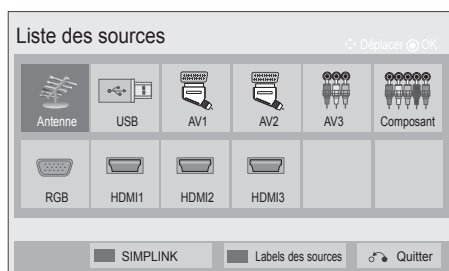 Liste des sources
Déplacer OK
Antenne USB AV1 AV2 AV3 Composant
RGB HDMI1 HDMI2 HDMI3
SIMPLINK Labels des sources Quitter